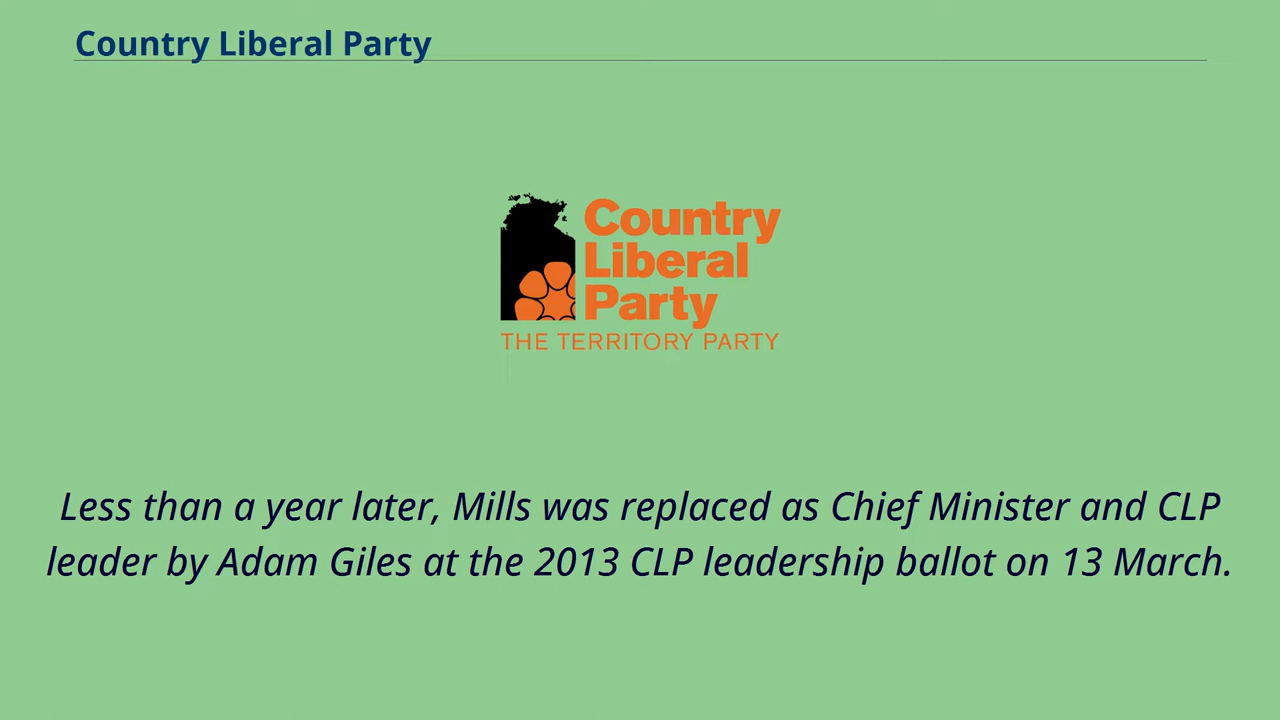 Country Liberal Party
Country
Liberal
Party
THE TERRITORY PARTY
Less than a year later, Mills was replaced as Chief Minister and CLP
leader by Adam Giles at the 2013 CLP leadership ballot on 13 March.